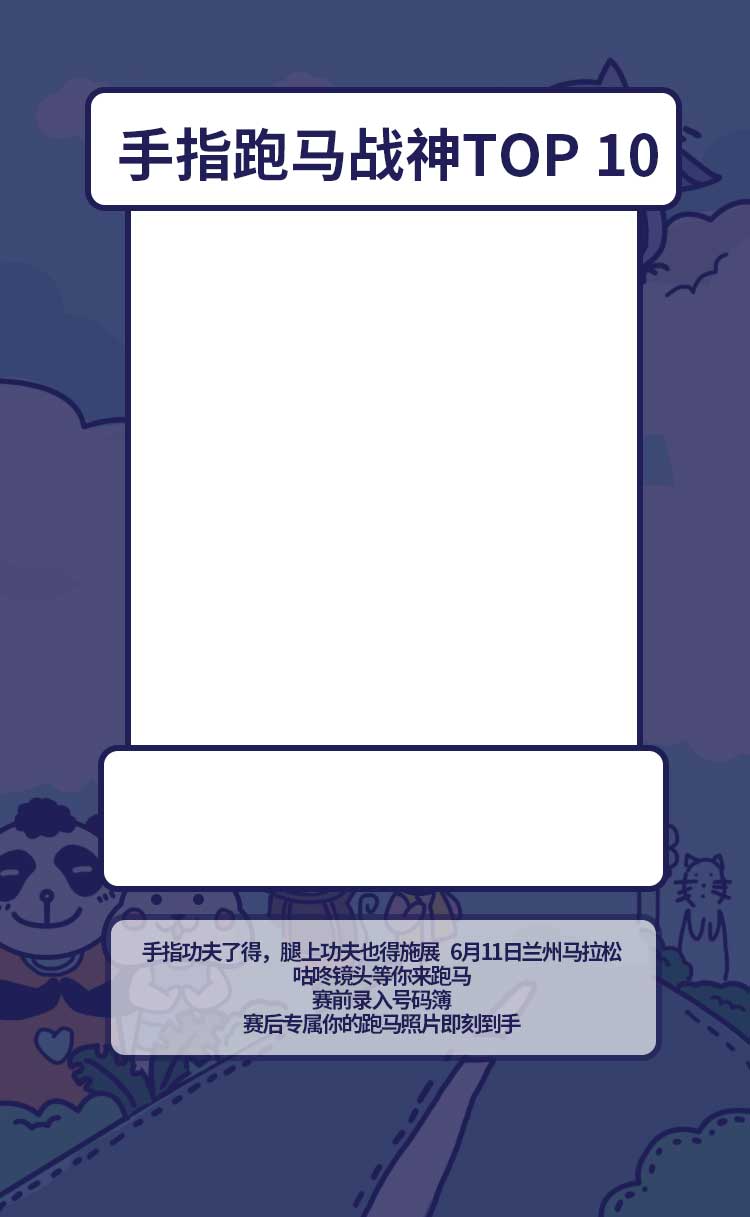 手指跑马战神TOP 10
手指功夫了得，腿上功夫也得施展 6月11日兰州马拉松
咕咚镜头等你来跑马
赛前录入号码簿
赛后专属你的跑马照片即刻到手